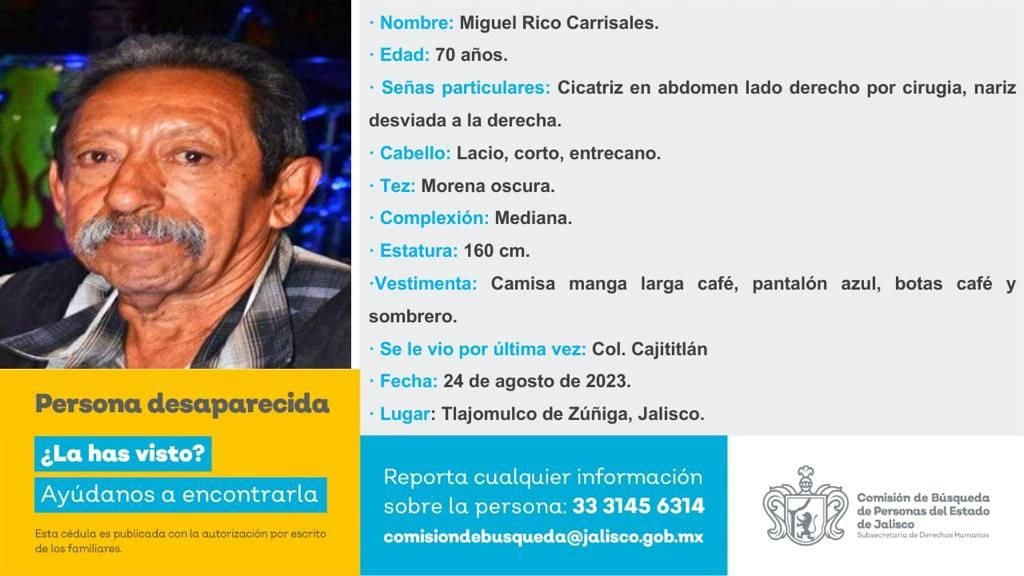 · Nombre: Miguel Rico Carrisales.
· Edad: 70 años.
· Señas particulares: Cicatriz en abdomen lado derecho por cirugia, nariz
desviada a la derecha.
· Cabello: Lacio, corto, entrecano.
· Tez: Morena oscura.
· Complexión: Mediana.
· Estatura: 160 cm.
·Vestimenta: Camisa manga larga café, pantalón azul, botas café y
sombrero.
· Se le vio por última vez: Col. Cajititlán
· Fecha: 24 de agosto de 2023.
· Lugar: Tlajomulco de Zúñiga, Jalisco.
Persona desaparecida
¿La has visto?
Ayúdanos a encontrarla
Esta cédula es publicada con la autorización por escrito
de los familiares.
Reporta cualquier información
sobre la persona: 33 3145 6314
comisiondebusqueda@jalisco.gob.mx
Comisión de Búsqueda
de Personas del Estado
de Jalisco
Subsecretaría de Derechos Humanos